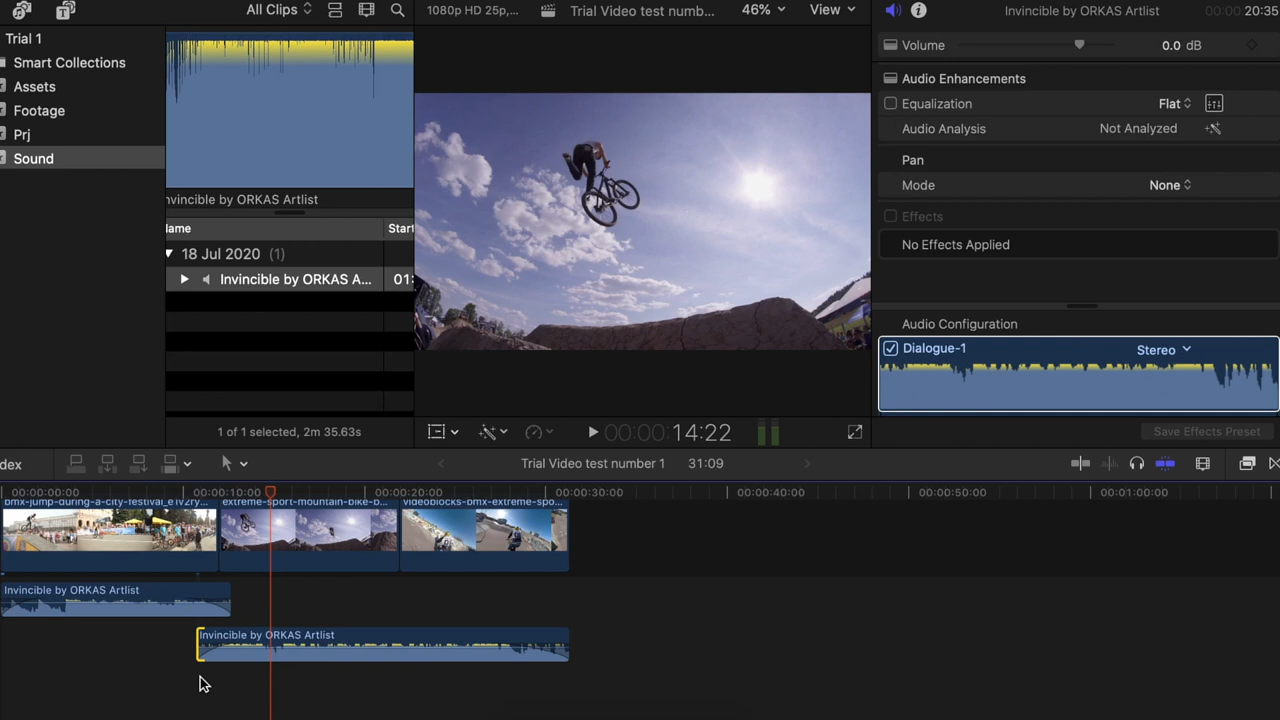 All Clips
1080p HD 25p,...
Trial Video test numb...
46%
View
Invincible by ORKAS Artlist
00:00:20:35
Trial 1
Smart Collections
Assets
Footage
Prj
Sound
nvincible by ORKAS Artlist
lame
Start
18 Jul 2020 (1)
Invincible by ORKAS A...
01:
1 of 1 selected, 2m 35.63s
00:00:14:22
Volume
0.0 dB
Audio Enhancements
Equalization
Flat
Audio Analysis
Not Analyzed
Pan
Mode
None
Effects
No Effects Applied
Audio Configuration
Dialogue-1
Stereo
Save Effects Preset
dex
Trial Video test number 1
31:09
00:00:00:00
00:00:10:00
00:00:20:00
00:00:30:00
00:00:40:00
00:00:50:00
00:01:00:00
bmx-jump-during-a-city-festival_e1v2ry...
extreme-sport-mountain-bike-b...
videoblocks-bmx-extreme-spo...
Invincible by ORKAS Artlist
Invincible by ORKAS Artlist